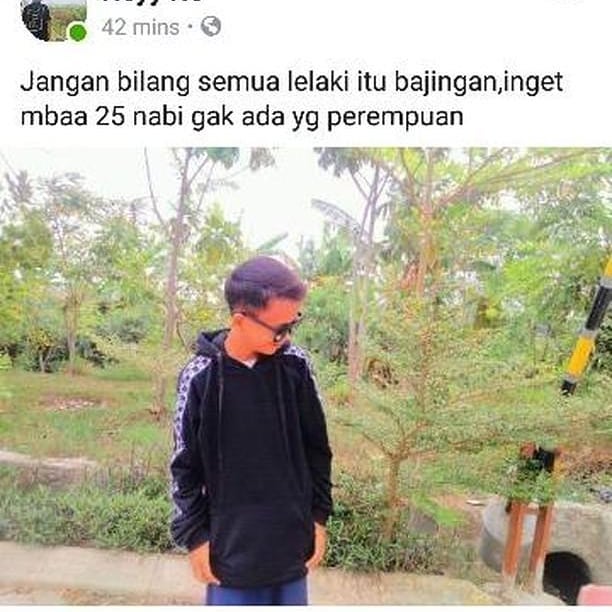 42 mins ·
Jangan bilang semua lelaki itu bajingan,inget
mbaa 25 nabi gak ada yg perempuan